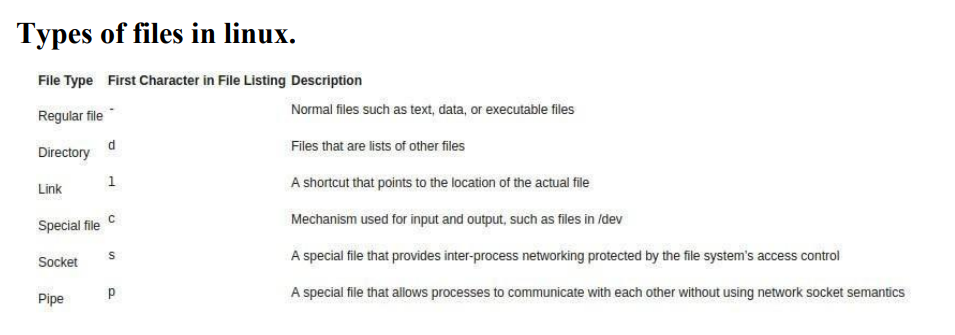 Types of files in linux.
File Type First Character in File Listing Description
Regular file - Normal files such as text, data, or executable files
Directory d Files that are lists of other files
Link l A shortcut that points to the location of the actual file
Special file c Mechanism used for input and output, such as files in /dev
Socket s A special file that provides inter-process networking protected by the file system's access control
Pipe p A special file that allows processes to communicate with each other without using network socket semantics